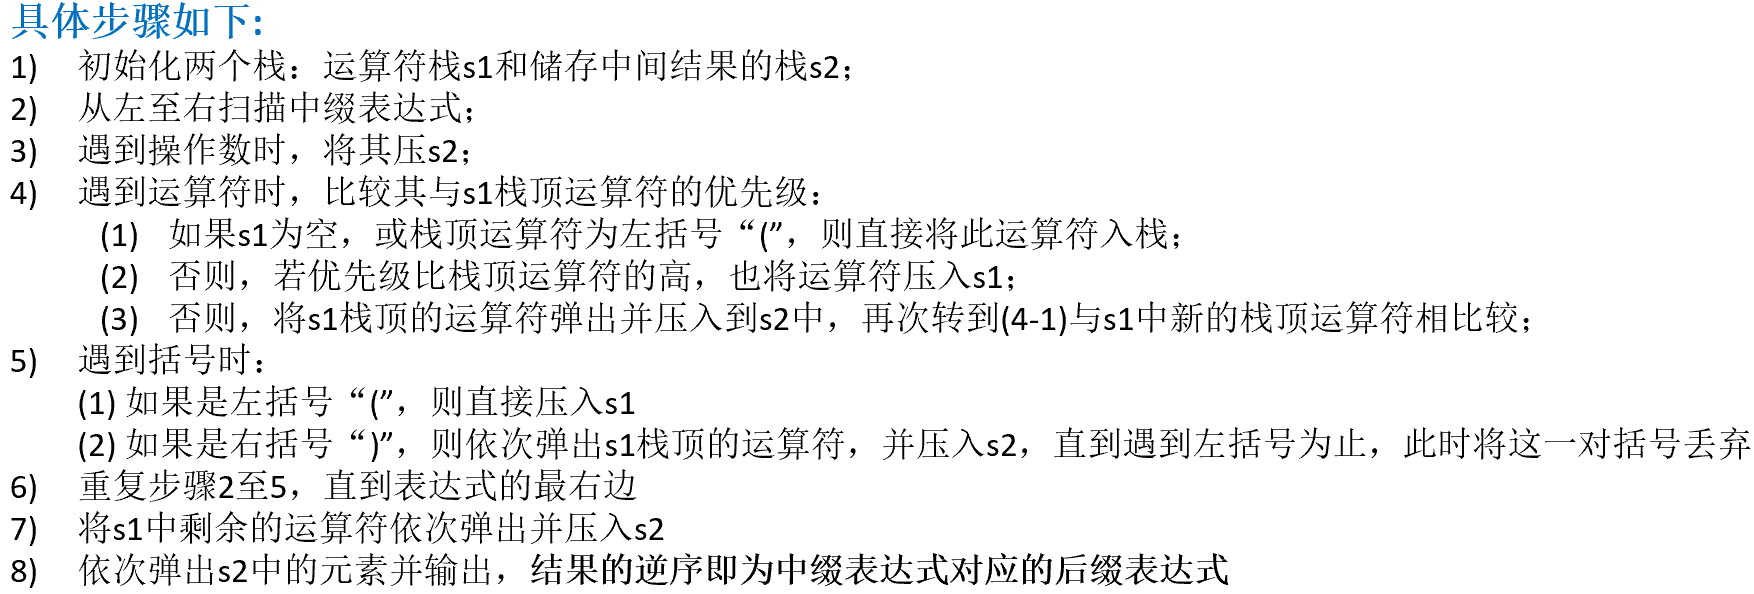 具体步骤如下:
1) 初始化两个栈：运算符栈s1和储存中间结果的栈s2；
2) 从左至右扫描中缀表达式；
3) 遇到操作数时，将其压s2；
4) 遇到运算符时，比较其与s1栈顶运算符的优先级：
(1) 如果s1为空，或栈顶运算符为左括号“(”，则直接将此运算符入栈；
(2) 否则，若优先级比栈顶运算符的高，也将运算符压入s1；
(3) 否则，将s1栈顶的运算符弹出并压入到s2中，再次转到(4-1)与s1中新的栈顶运算符相比较；
5) 遇到括号时：
(1) 如果是左括号“(”，则直接压入s1
(2) 如果是右括号“)”，则依次弹出s1栈顶的运算符，并压入s2，直到遇到左括号为止，此时将这一对括号丢弃
6) 重复步骤2至5，直到表达式的最右边
7) 将s1中剩余的运算符依次弹出并压入s2
8) 依次弹出s2中的元素并输出，结果的逆序即为中缀表达式对应的后缀表达式